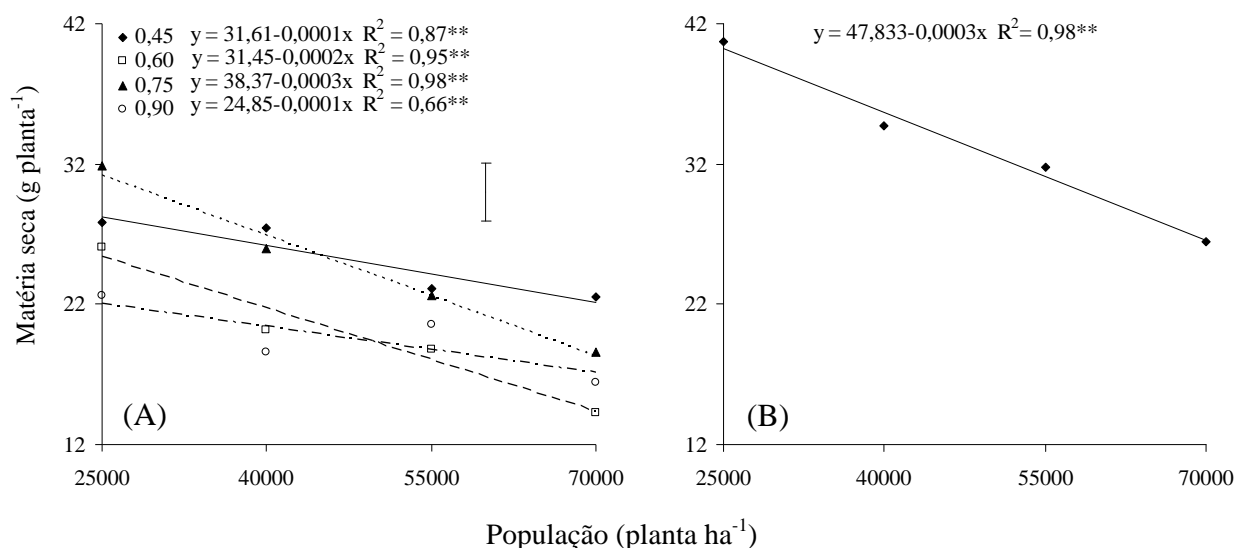 42
32
22
12
Matéria seca (g planta⁻¹)
0,45 y = 31,61-0,0001x R² = 0,87**
0,60 y = 31,45-0,0002x R² = 0,95**
0,75 y = 38,37-0,0003x R² = 0,98**
0,90 y = 24,85-0,0001x R² = 0,66**
(A)
25000 40000 55000 70000
42
32
22
12
y = 47,833-0,0003x R²= 0,98**
(B)
25000 40000 55000 70000
População (planta ha⁻¹)